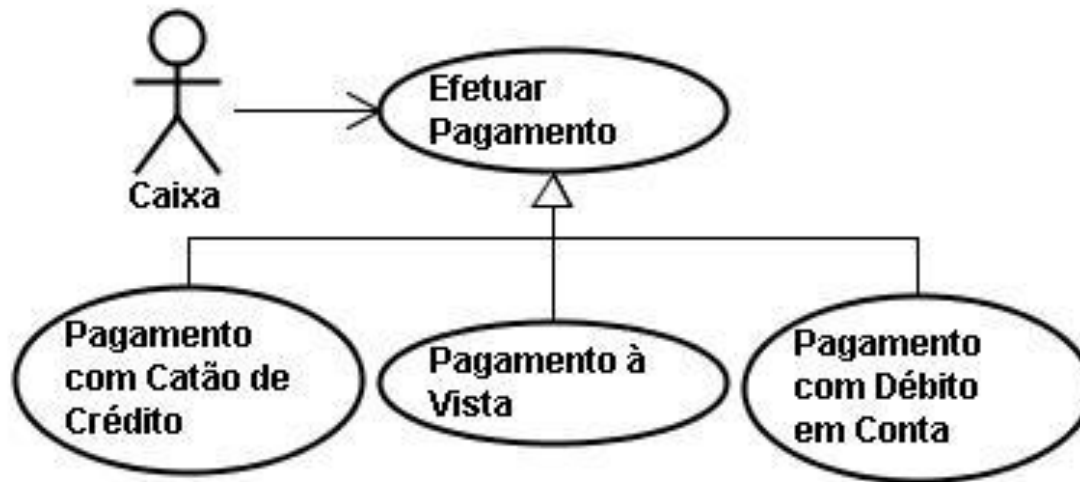 Efetuar
Pagamento
Caixa
Pagamento
com Catão de
Crédito
Pagamento à
Vista
Pagamento
com Débito
em Conta